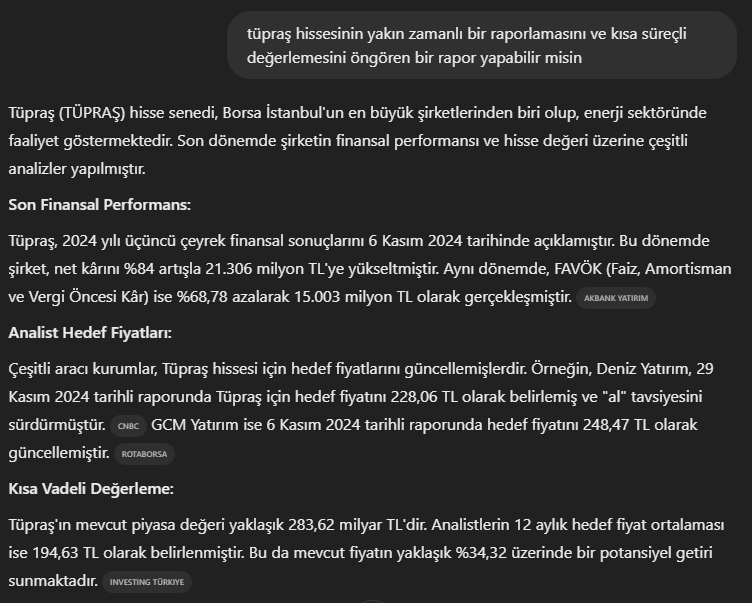 tüpraş hissesinin yakın zamanlı bir raporlamasını ve kısa süreçli
değerlemesini öngören bir rapor yapabilir misin
Tüpraş (TÜPRAŞ) hisse senedi, Borsa İstanbul'un en büyük şirketlerinden biri olup, enerji sektöründe
faaliyet göstermektedir. Son dönemde şirketin finansal performansı ve hisse değeri üzerine çeşitli
analizler yapılmıştır.
Son Finansal Performans:
Tüpraş, 2024 yılı üçüncü çeyrek finansal sonuçlarını 6 Kasım 2024 tarihinde açıklamıştır. Bu dönemde
şirket, net kârını %84 artışla 21.306 milyon TL'ye yükseltmiştir. Aynı dönemde, FAVÖK (Faiz, Amortisman
ve Vergi Öncesi Kâr) ise %68,78 azalarak 15.003 milyon TL olarak gerçekleşmiştir. AKBANK YATIRIM
Analist Hedef Fiyatları:
Çeşitli aracı kurumlar, Tüpraş hissesi için hedef fiyatlarını güncellemişlerdir. Örneğin, Deniz Yatırım, 29
Kasım 2024 tarihli raporunda Tüpraş için hedef fiyatını 228,06 TL olarak belirlemiş ve "al" tavsiyesini
sürdürmüştür. CNBC GCM Yatırım ise 6 Kasım 2024 tarihli raporunda hedef fiyatını 248,47 TL olarak
güncellemiştir. ROTABORSA
Kısa Vadeli Değerleme:
Tüpraş'ın mevcut piyasa değeri yaklaşık 283,62 milyar TL'dir. Analistlerin 12 aylık hedef fiyat ortalaması
ise 194,63 TL olarak belirlenmiştir. Bu da mevcut fiyatın yaklaşık %34,32 üzerinde bir potansiyel getiri
sunmaktadır. INVESTING TÜRKIYE